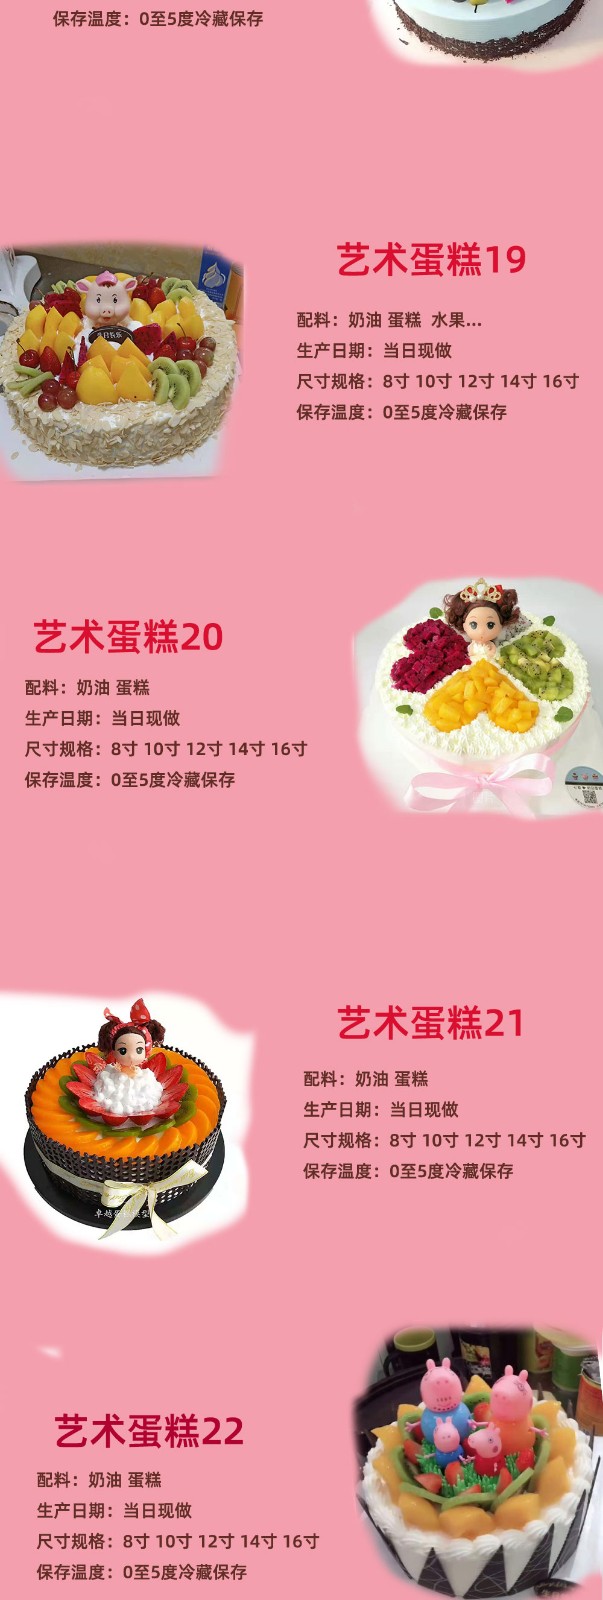 保存温度：0至5度冷藏保存
艺术蛋糕19
配料：奶油 蛋糕 水果...
生产日期：当日现做
尺寸规格：8寸 10寸 12寸 14寸 16寸
保存温度：0至5度冷藏保存
艺术蛋糕20
配料：奶油 蛋糕
生产日期：当日现做
尺寸规格：8寸 10寸 12寸 14寸 16寸
保存温度：0至5度冷藏保存
艺术蛋糕21
配料：奶油 蛋糕
生产日期：当日现做
尺寸规格：8寸 10寸 12寸 14寸 16寸
保存温度：0至5度冷藏保存
艺术蛋糕22
配料：奶油 蛋糕
生产日期：当日现做
尺寸规格：8寸 10寸 12寸 14寸 16寸
保存温度：0至5度冷藏保存